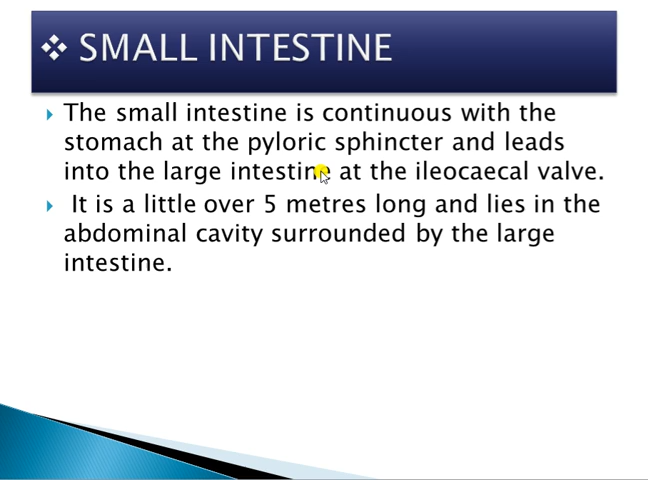 ❖ SMALL INTESTINE
The small intestine is continuous with the
stomach at the pyloric sphincter and leads
into the large intestine at the ileocaecal valve.
It is a little over 5 metres long and lies in the
abdominal cavity surrounded by the large
intestine.